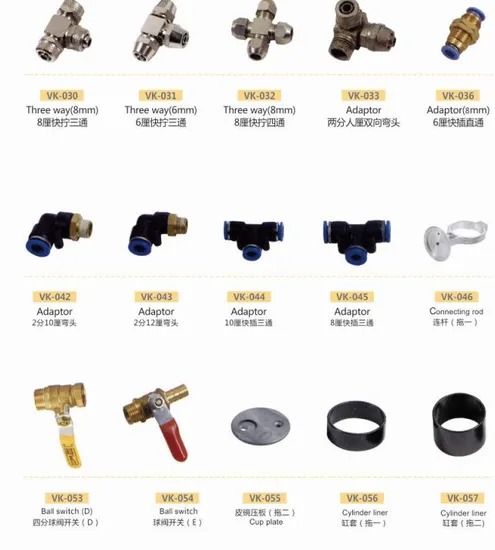 VK-030 VK-031 VK-032 VK-033 VK-036
Three way(8mm) Three way(6mm) Three way(8mm) Adaptor Adaptor(8mm)
8厘快拧三通 6厘快拧三通 8厘快拧四通 两分人厘双向弯头 6厘快插直通
VK-042 VK-043 VK-044 VK-045 VK-046
Adaptor Adaptor Adaptor Adaptor Connecting rod
2分10厘弯头 2分12厘弯头 10厘快插三通 8厘快插三通 连杆（拖一）
VK-053 VK-054 VK-055 VK-056 VK-057
Ball switch (D) Ball switch 皮碗压板（拖二） Cylinder liner Cylinder liner
四分球阀开关（D） 球阀开关（E） Cup plate 缸套（拖一） 缸套（拖二）